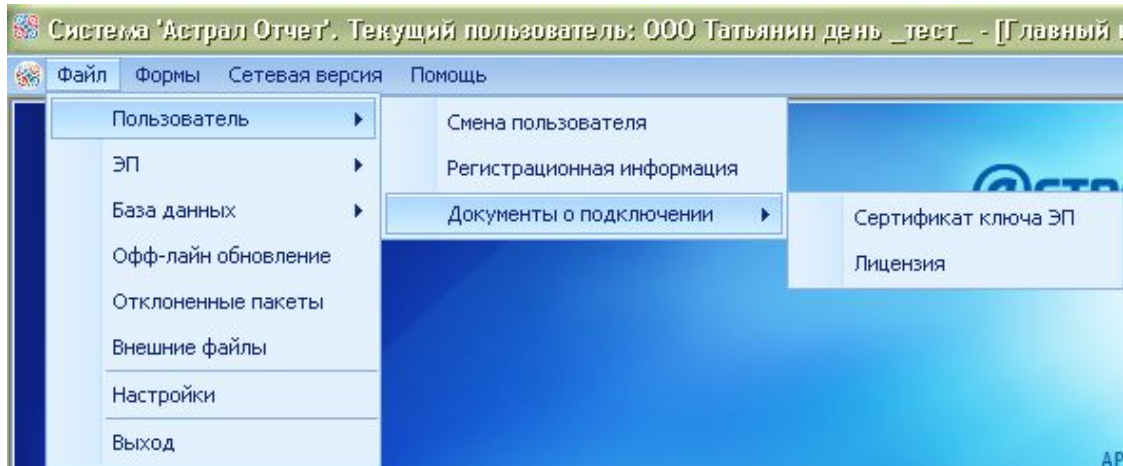 Система 'Астрал Отчет'. Текущий пользователь: ООО Татьянин день _тест_ - [Главный
Файл Формы Сетевая версия Помощь
Пользователь
ЭП
База данных
Офф-лайн обновление
Отклоненные пакеты
Внешние файлы
Настройки
Выход
Смена пользователя
Регистрационная информация
Документы о подключении
Сертификат ключа ЭП
Лицензия